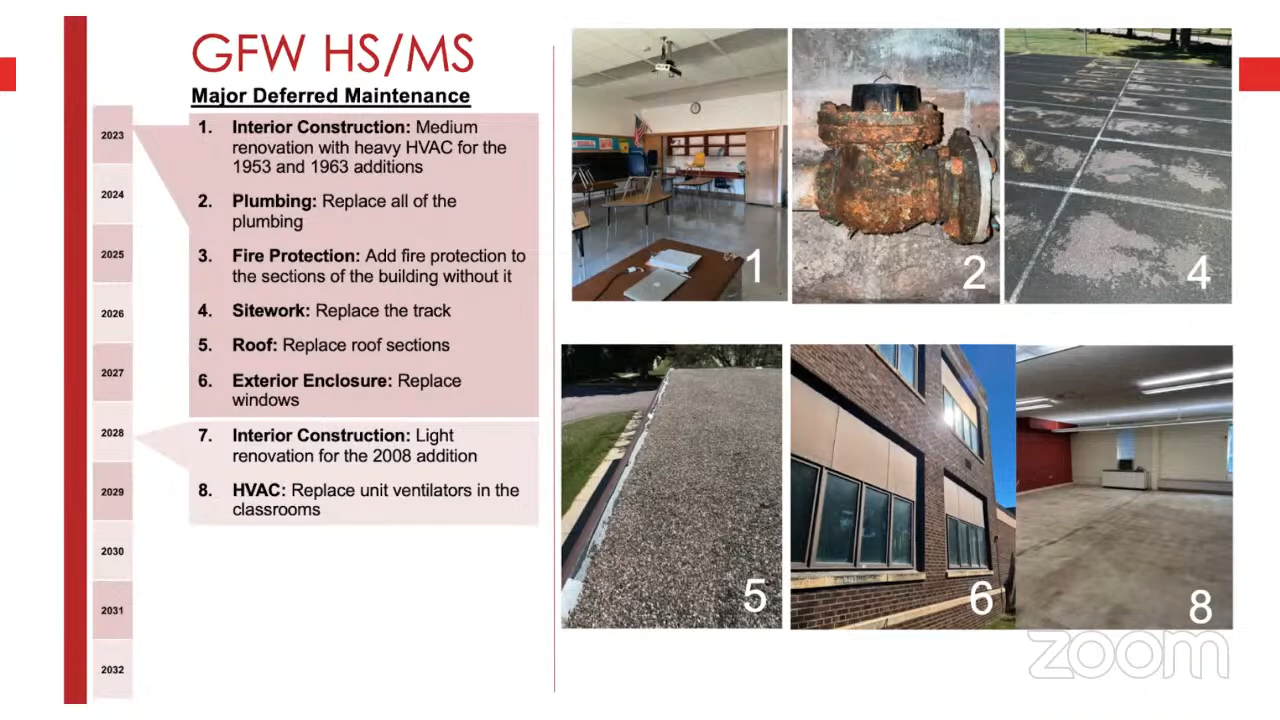 GFW HS/MS
Major Deferred Maintenance
2023
2024
2025
2026
2027
2028
2029
2030
2031
2032
1. Interior Construction: Medium
renovation with heavy HVAC for the
1953 and 1963 additions
2. Plumbing: Replace all of the
plumbing
3. Fire Protection: Add fire protection to
the sections of the building without it
4. Sitework: Replace the track
5. Roof: Replace roof sections
6. Exterior Enclosure: Replace
windows
7. Interior Construction: Light
renovation for the 2008 addition
8. HVAC: Replace unit ventilators in the
classrooms
1
2
4
5
6
8
zoom